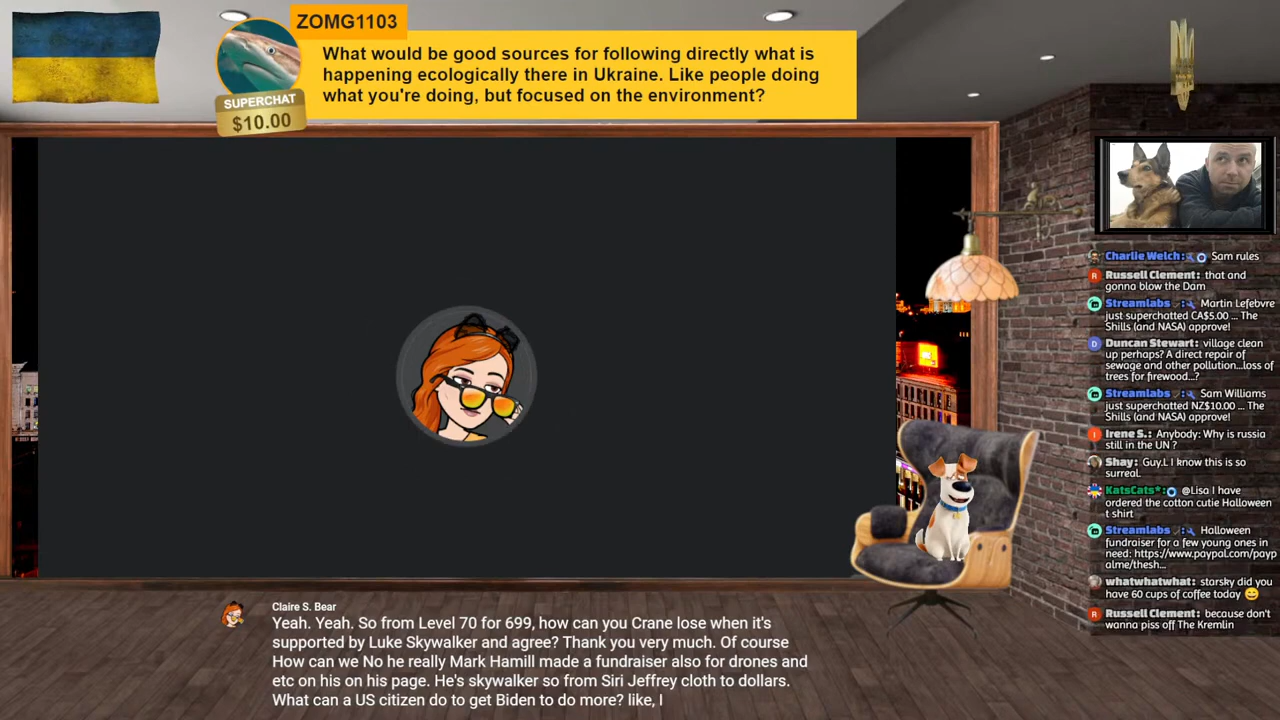 ZOMG1103
What would be good sources for following directly what is
happening ecologically there in Ukraine. Like people doing
what you're doing, but focused on the environment?
SUPERCHAT
$10.00
Charlie Welch: Sam rules
Russell Clement: that and
gonna blow the Dam
Streamlabs: Martin Lefebvre
just superchatted CA$5.00 ... The
Shills (and NASA) approve!
Duncan Stewart: village clean
up perhaps? A direct repair of
sewage and other pollution...loss of
trees for firewood...?
Streamlabs: Sam Williams
just superchatted NZ$10.00 ... The
Shills (and NASA) approve!
Irene S.: Anybody: Why is russia
still in the UN ?
Shay: Guy.L I know this is so
surreal.
KatsCats*: @Lisa I have
ordered the cotton cutie Halloween
t shirt
Streamlabs: Halloween
fundraiser for a few young ones in
need: https://www.paypal.com/payp
alme/thesh...
whatwhatwhat: starsky did you
have 60 cups of coffee today 😄
Russell Clement: because don't
wanna piss off The Kremlin
Claire S. Bear
Yeah. Yeah. So from Level 70 for 699, how can you Crane lose when it's
supported by Luke Skywalker and agree? Thank you very much. Of course
How can we No he really Mark Hamill made a fundraiser also for drones and
etc on his on his page. He's skywalker so from Siri Jeffrey cloth to dollars.
What can a US citizen do to get Biden to do more? like, I